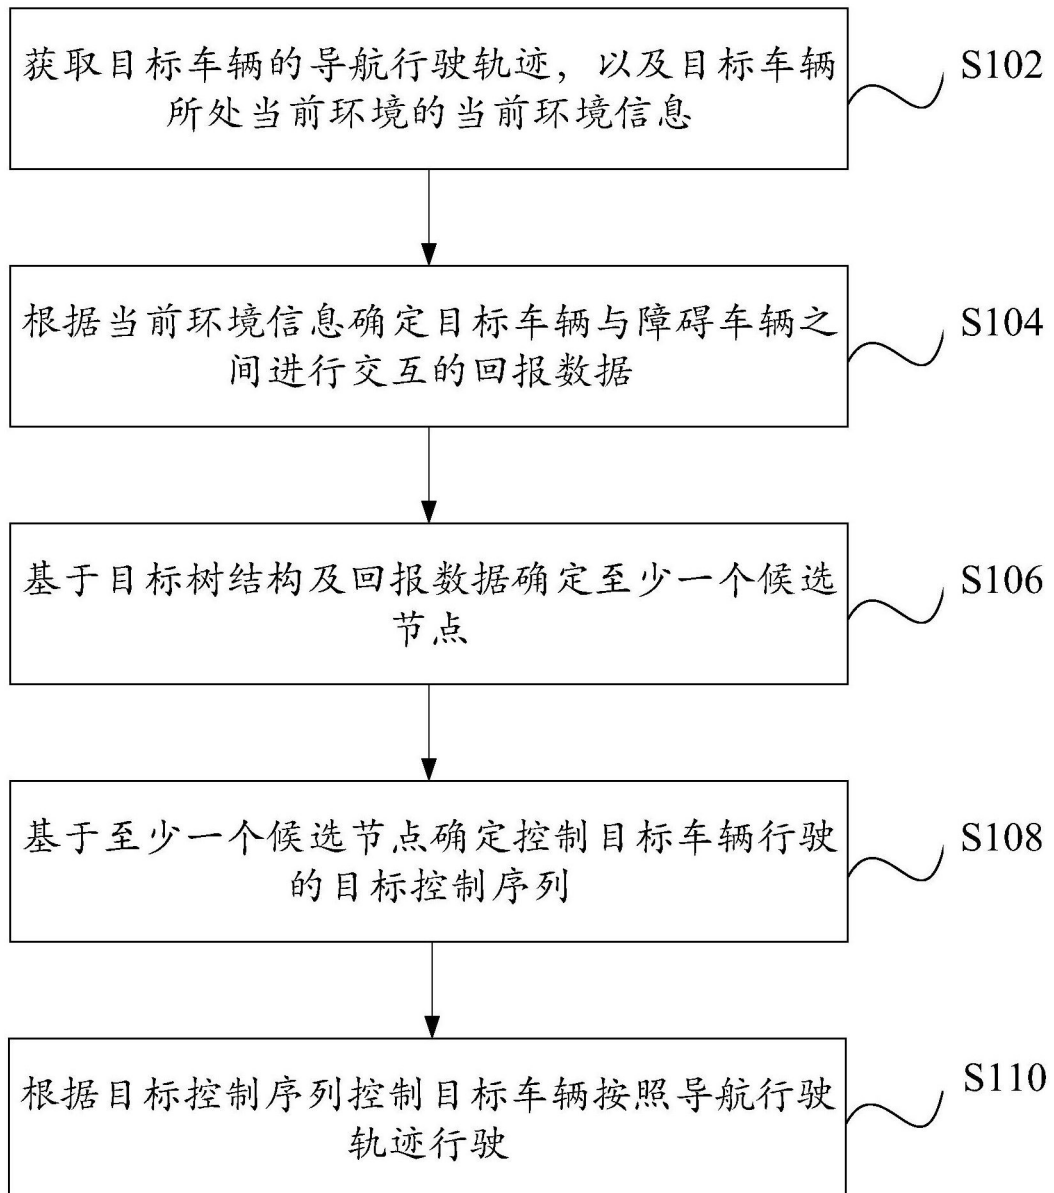 获取目标车辆的导航行驶轨迹，以及目标车辆
所处当前环境的当前环境信息
S102
根据当前环境信息确定目标车辆与障碍车辆之
间进行交互的回报数据
S104
基于目标树结构及回报数据确定至少一个候选
节点
S106
基于至少一个候选节点确定控制目标车辆行驶
的目标控制序列
S108
根据目标控制序列控制目标车辆按照导航行驶
轨迹行驶
S110